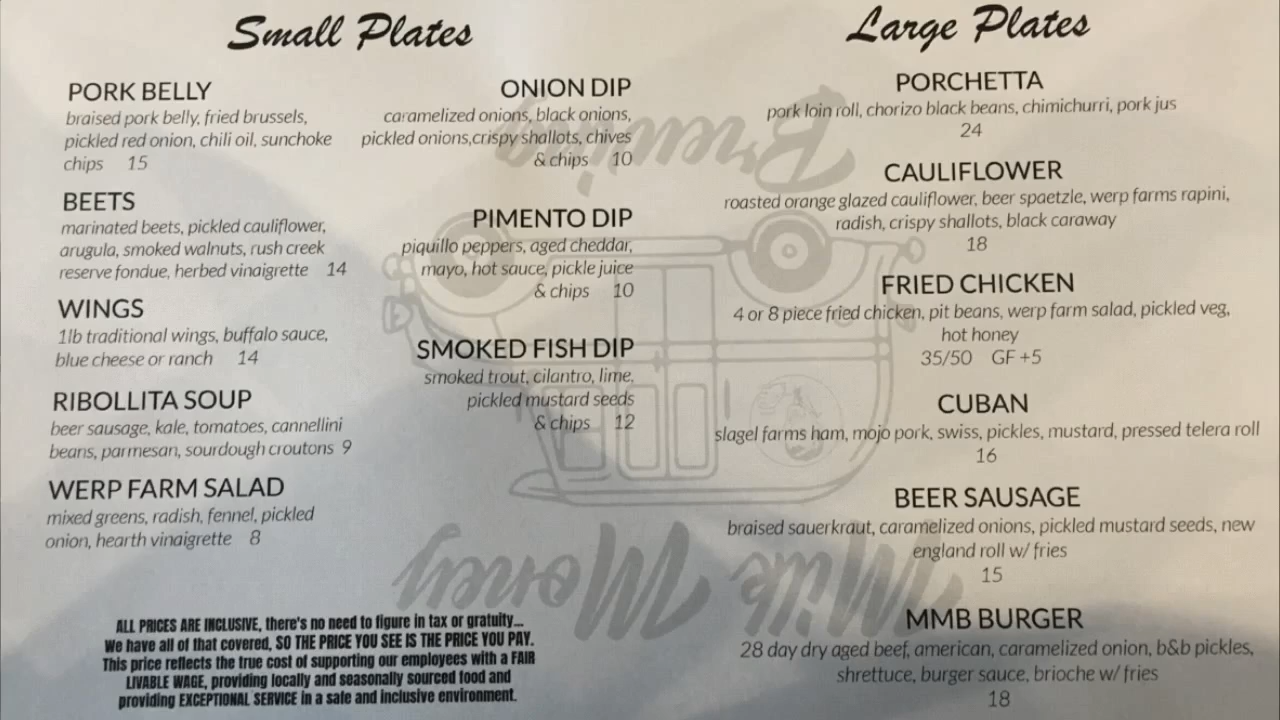 Small Plates
PORK BELLY
braised pork belly, fried brussels,
pickled red onion, chili oil, sunchoke
chips 15
BEETS
marinated beets, pickled cauliflower,
arugula, smoked walnuts, rush creek
reserve fondue, herbed vinaigrette 14
WINGS
1lb traditional wings, buffalo sauce,
blue cheese or ranch 14
RIBOLLITA SOUP
beer sausage, kale, tomatoes, cannellini
beans, parmesan, sourdough croutons 9
WERP FARM SALAD
mixed greens, radish, fennel, pickled
onion, hearth vinaigrette 8
ONION DIP
caramelized onions, black onions,
pickled onions,crispy shallots, chives
& chips 10
PIMENTO DIP
piquillo peppers, aged cheddar,
mayo, hot sauce, pickle juice
& chips 10
SMOKED FISH DIP
smoked trout, cilantro, lime,
pickled mustard seeds
& chips 12
ALL PRICES ARE INCLUSIVE, there's no need to figure in tax or gratuity...
We have all of that covered, SO THE PRICE YOU SEE IS THE PRICE YOU PAY.
This price reflects the true cost of supporting our employees with a FAIR
LIVABLE WAGE, providing locally and seasonally sourced food and
providing EXCEPTIONAL SERVICE in a safe and inclusive environment.
Large Plates
PORCHETTA
pork loin roll, chorizo black beans, chimichurri, pork jus
24
CAULIFLOWER
roasted orange glazed cauliflower, beer spaetzle, werp farms rapini,
radish, crispy shallots, black caraway
18
FRIED CHICKEN
4 or 8 piece fried chicken, pit beans, werp farm salad, pickled veg,
hot honey
35/50 GF +5
CUBAN
slagel farms ham, mojo pork, swiss, pickles, mustard, pressed telera roll
16
BEER SAUSAGE
braised sauerkraut, caramelized onions, pickled mustard seeds, new
england roll w/ fries
15
MMB BURGER
28 day dry aged beef, american, caramelized onion, b&b pickles,
shrettuce, burger sauce, brioche w/ fries
18
Milk Money
Brewing